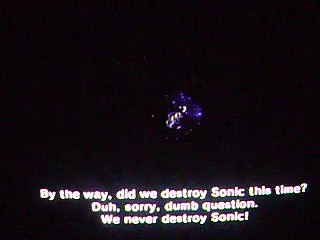 By the way, did we destroy Sonic this time?
Duh, sorry, dumb question.
We never destroy Sonic!